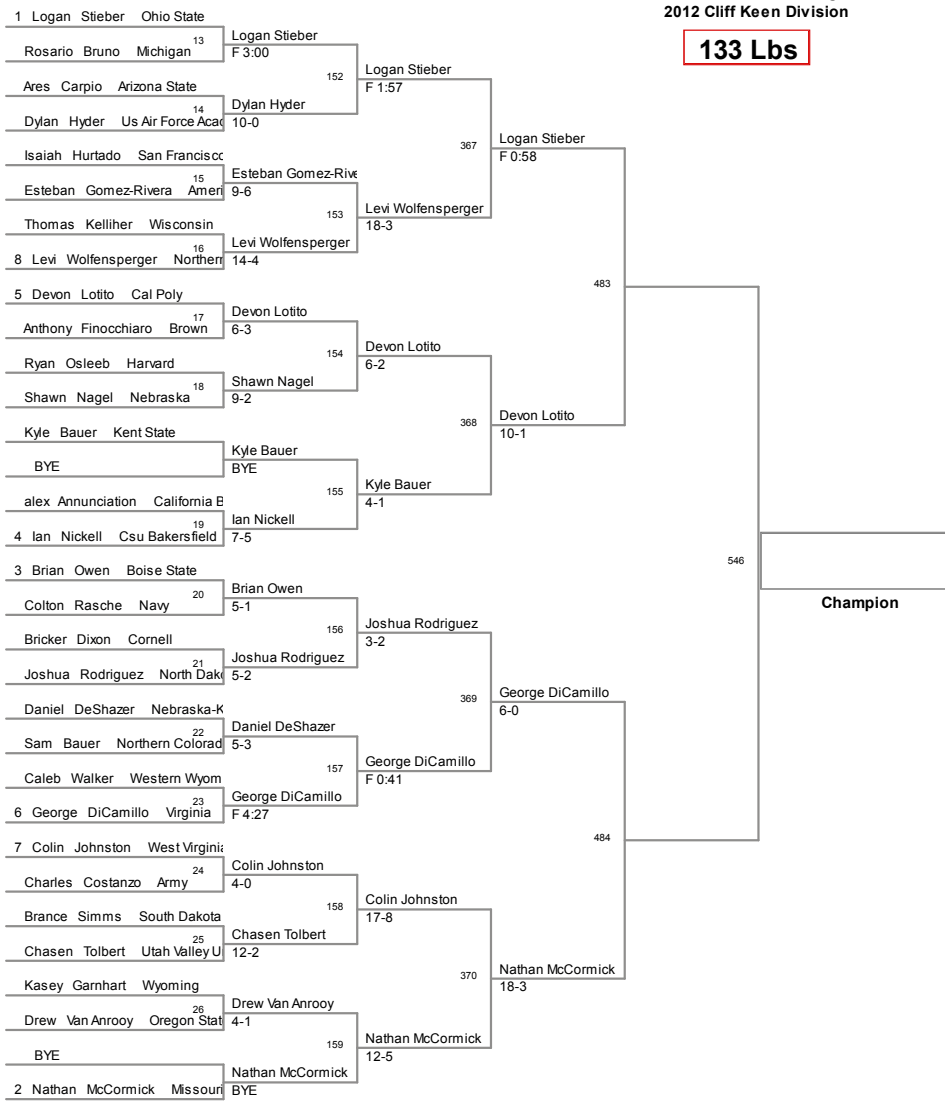 2012 Cliff Keen Division
133 Lbs
1 Logan Stieber Ohio State
13
Rosario Bruno Michigan
Ares Carpio Arizona State
14
Dylan Hyder Us Air Force Acad
Isaiah Hurtado San Francisco
15
Esteban Gomez-Rivera Ameri
Thomas Kelliher Wisconsin
16
8 Levi Wolfensperger Northern
5 Devon Lotito Cal Poly
17
Anthony Finocchiaro Brown
Ryan Osleeb Harvard
18
Shawn Nagel Nebraska
Kyle Bauer Kent State
BYE
alex Annunciation California B
19
4 Ian Nickell Csu Bakersfield
3 Brian Owen Boise State
20
Colton Rasche Navy
Bricker Dixon Cornell
21
Joshua Rodriguez North Dako
Daniel DeShazer Nebraska-K
22
Sam Bauer Northern Colorad
Caleb Walker Western Wyom
23
6 George DiCamillo Virginia
7 Colin Johnston West Virginia
24
Charles Costanzo Army
Brance Simms South Dakota
25
Chasen Tolbert Utah Valley U
Kasey Garnhart Wyoming
26
Drew Van Anrooy Oregon Stat
BYE
2 Nathan McCormick Missouri
Logan Stieber
F 3:00
152
Dylan Hyder
10-0
Esteban Gomez-Rive
9-6
153
Levi Wolfensperger
14-4
Devon Lotito
6-3
154
Shawn Nagel
9-2
Kyle Bauer
BYE
155
Ian Nickell
7-5
Brian Owen
5-1
156
Joshua Rodriguez
5-2
Daniel DeShazer
5-3
157
George DiCamillo
F 4:27
Colin Johnston
4-0
158
Chasen Tolbert
12-2
Drew Van Anrooy
4-1
159
Nathan McCormick
BYE
Logan Stieber
F 1:57
367
Levi Wolfensperger
18-3
Devon Lotito
6-2
368
Kyle Bauer
4-1
Joshua Rodriguez
3-2
369
George DiCamillo
F 0:41
Colin Johnston
17-8
370
Nathan McCormick
12-5
Logan Stieber
F 0:58
483
Devon Lotito
10-1
George DiCamillo
6-0
484
Nathan McCormick
18-3
546
Champion